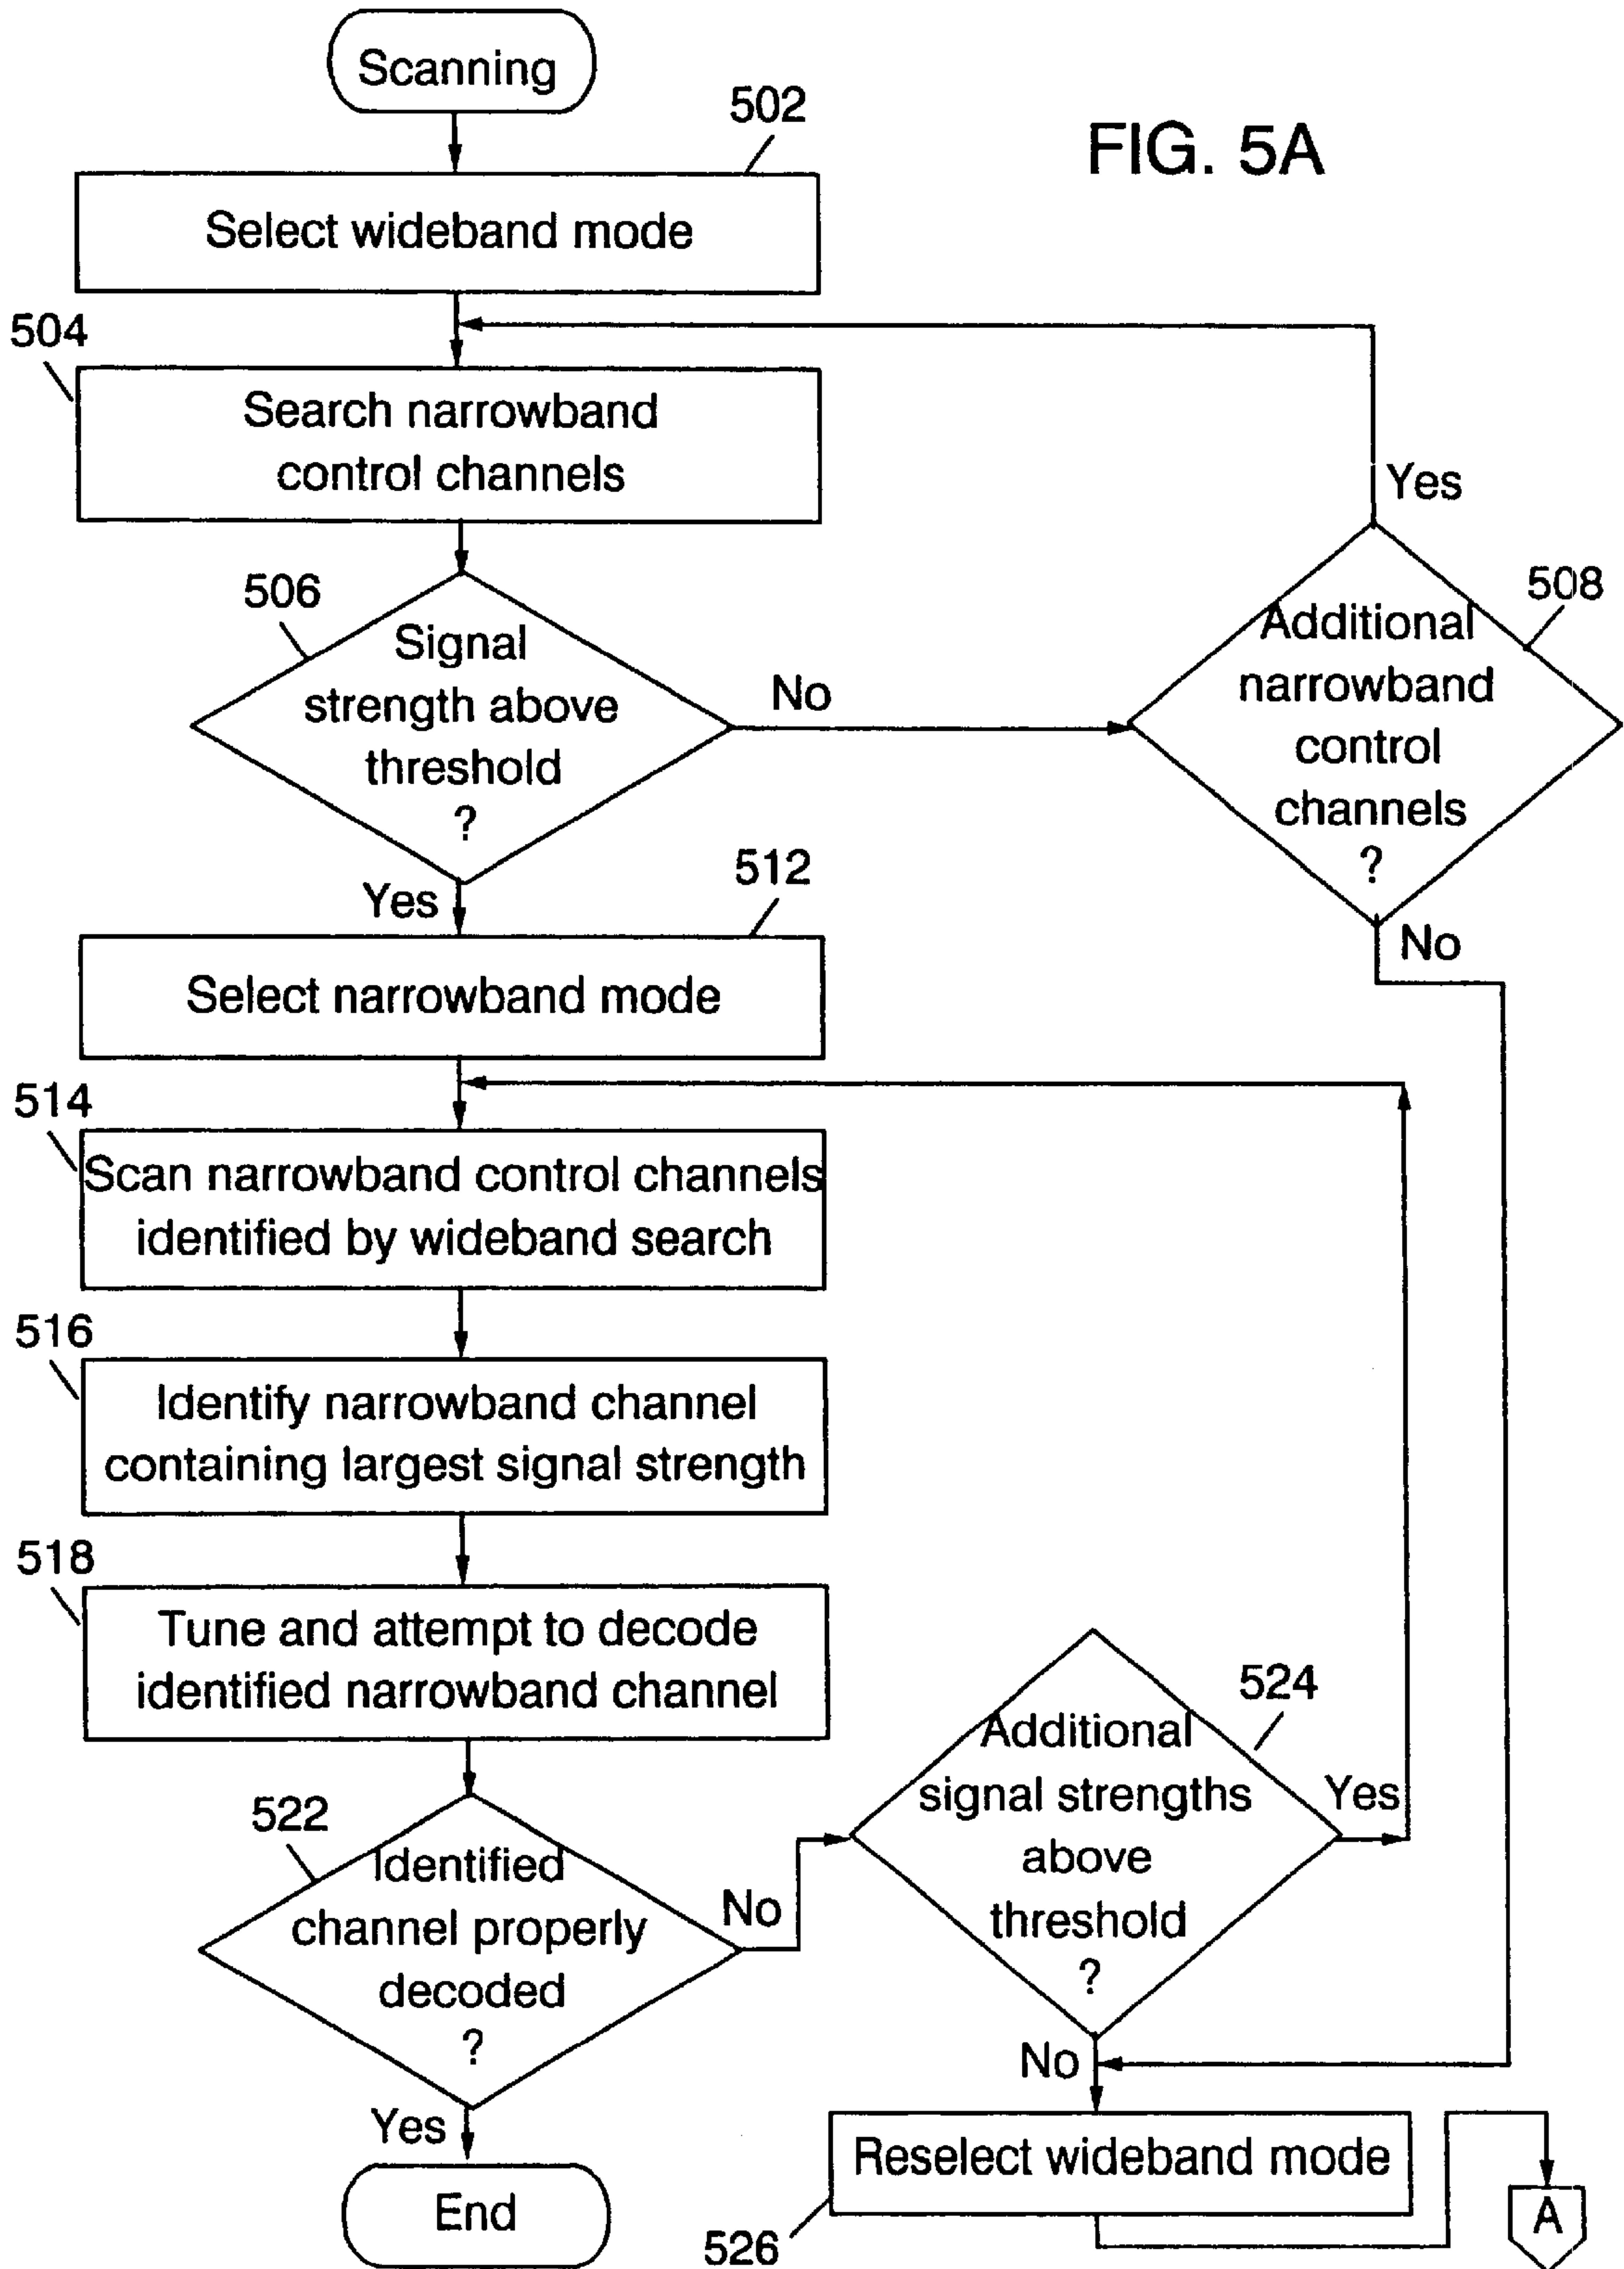 Scanning
502
FIG. 5A
Select wideband mode
504
Search narrowband
control channels
Yes
506
508
Signal
strength above
threshold
?
No
Additional
narrowband
control
channels
?
Yes
512
No
Select narrowband mode
514
Scan narrowband control channels
identified by wideband search
516
Identify narrowband channel
containing largest signal strength
518
Tune and attempt to decode
identified narrowband channel
524
Additional
signal strengths
above
threshold
?
Yes
522
Identified
channel properly
decoded
?
No
No
Yes
Reselect wideband mode
End
526
A